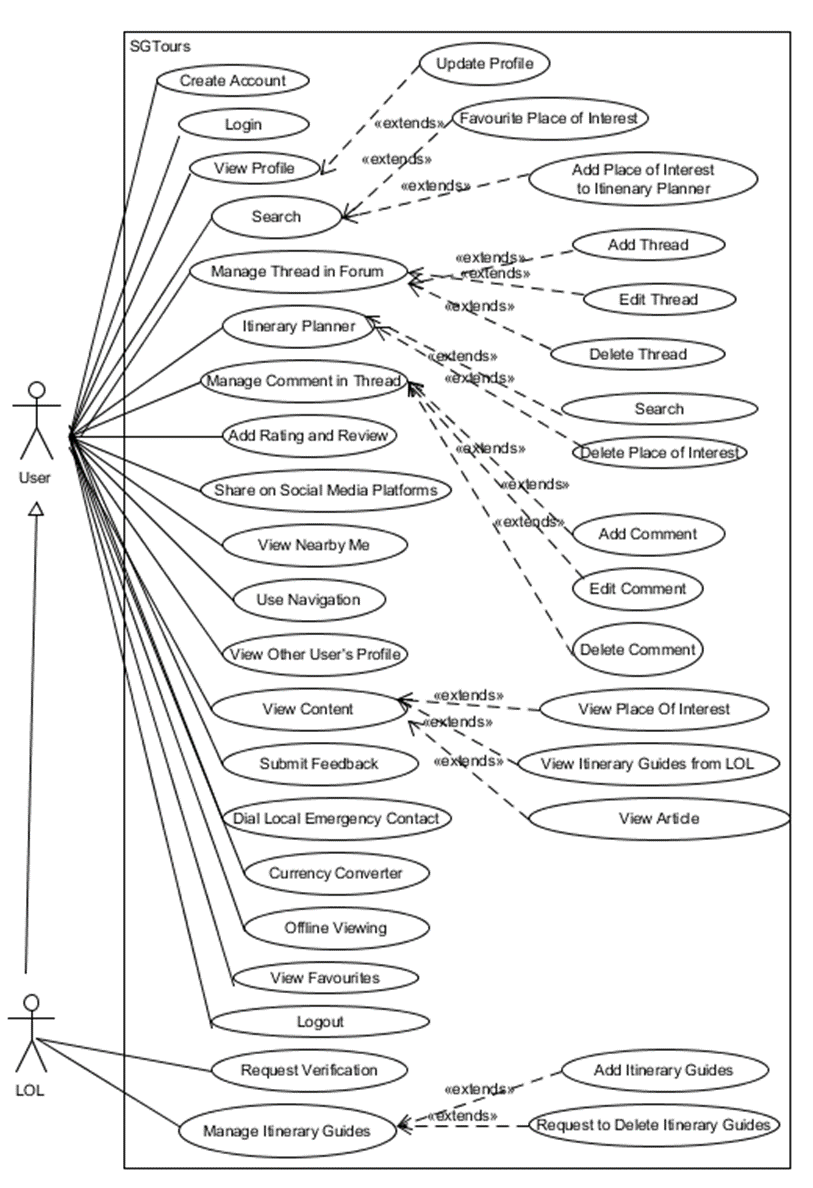 SGTours
Update Profile
Create Account
«extends»
Favourite Place of Interest
Login
«extends»
View Profile
Add Place of Interest
to Itinenary Planner
«extends»
Search
Add Thread
«extends»
Manage Thread in Forum
«extends»
Edit Thread
«extends»
Itinerary Planner
Delete Thread
«extends»
«extends»
Manage Comment in Thread
Search
Add Rating and Review
«extends»
Delete Place of Interest
User
Share on Social Media Platforms
«extends»
«extends»
Add Comment
View Nearby Me
Edit Comment
Use Navigation
Delete Comment
View Other User's Profile
«extends»
View Content
View Place Of Interest
«extends»
Submit Feedback
«extends»
View Itinerary Guides from LOL
Dial Local Emergency Contact
View Article
Currency Converter
Offline Viewing
View Favourites
Logout
LOL
Request Verification
Add Itinerary Guides
«extends»
«extends»
Manage Itinerary Guides
Request to Delete Itinerary Guides